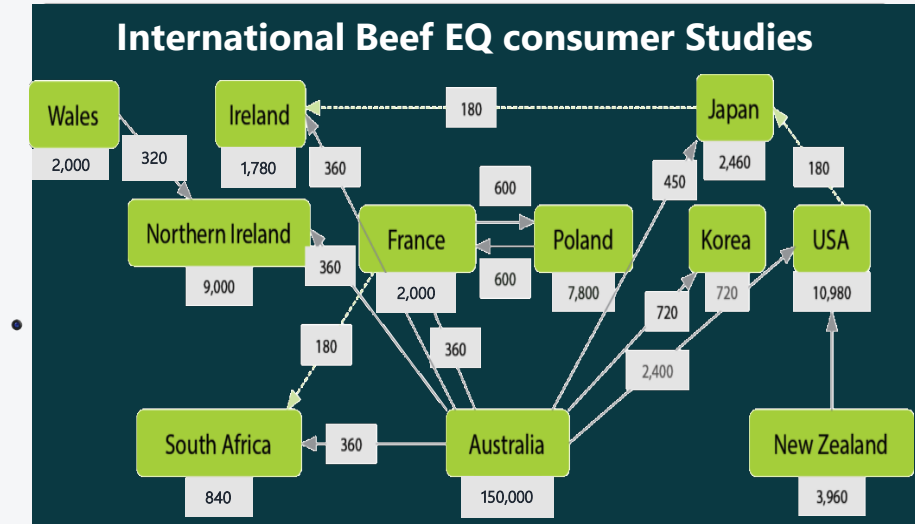 International Beef EQ consumer Studies
Wales
2,000
320
Ireland
1,780
180
Japan
2,460
360
450
180
600
Northern Ireland
9,000
France
2,000
Poland
7,800
Korea
720
USA
10,980
360
600
720
180
360
2,400
South Africa
840
360
Australia
150,000
New Zealand
3,960